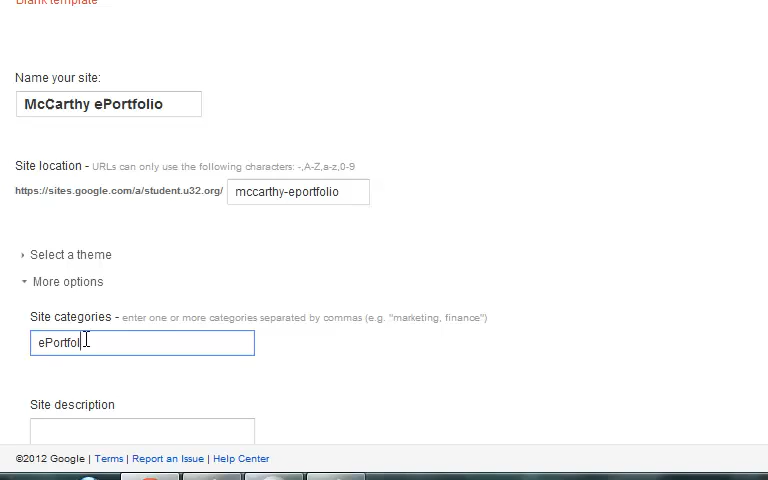 Blank template
Name your site:
McCarthy ePortfolio
Site location - URLs can only use the following characters: -,A-Z,a-z,0-9
https://sites.google.com/a/student.u32.org/ mccarthy-eportfolio
Select a theme
More options
Site categories - enter one or more categories separated by commas (e.g. "marketing, finance")
ePortfol
Site description
©2012 Google | Terms | Report an Issue | Help Center